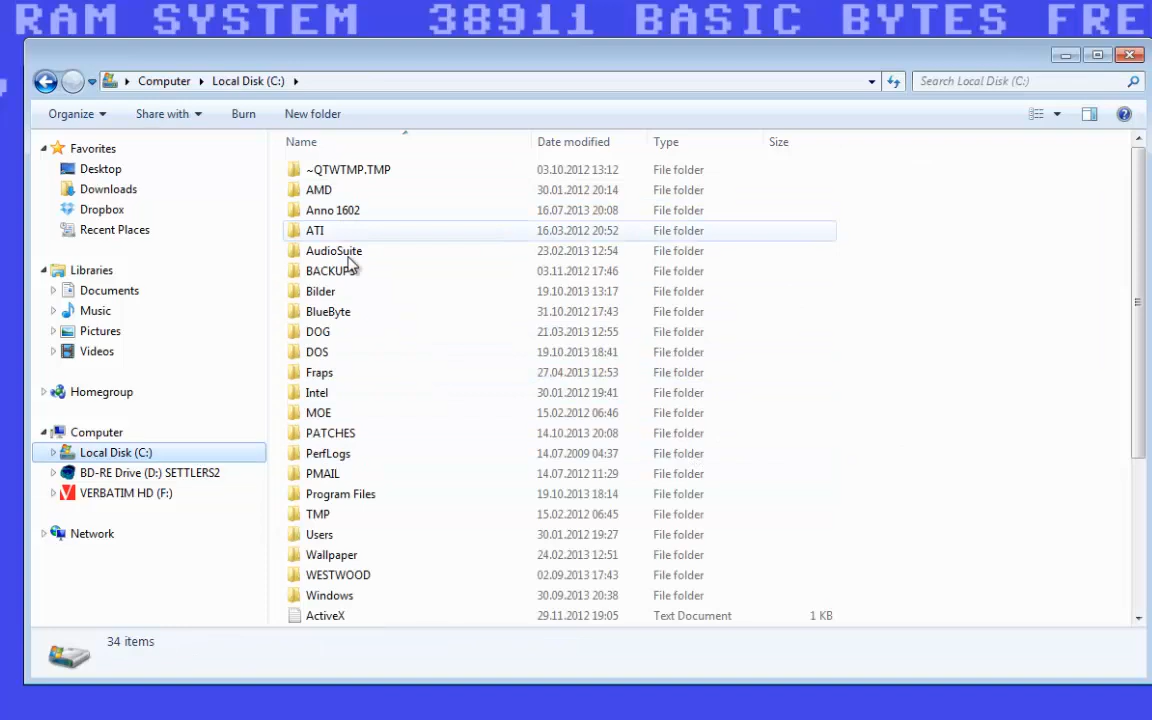 RAM SYSTEM 38911 BASIC BYTES FRE
Computer Local Disk (C:) Search Local Disk (C:)
Organize Share with Burn New folder
Name Date modified Type Size
Favorites
Desktop
Downloads
Dropbox
Recent Places
Libraries
Documents
Music
Pictures
Videos
Homegroup
Computer
Local Disk (C:)
BD-RE Drive (D:) SETTLERS2
VERBATIM HD (F:)
Network
~QTWTMP.TMP 03.10.2012 13:12 File folder
AMD 30.01.2012 20:14 File folder
Anno 1602 16.07.2013 20:08 File folder
ATI 16.03.2012 20:52 File folder
AudioSuite 23.02.2013 12:54 File folder
BACKUPS 03.11.2012 17:46 File folder
Bilder 19.10.2013 13:17 File folder
BlueByte 31.10.2012 17:43 File folder
DOG 21.03.2013 12:55 File folder
DOS 19.10.2013 18:41 File folder
Fraps 27.04.2013 12:53 File folder
Intel 30.01.2012 19:41 File folder
MOE 15.02.2012 06:46 File folder
PATCHES 14.10.2013 20:08 File folder
PerfLogs 14.07.2009 04:37 File folder
PMAIL 14.07.2012 11:29 File folder
Program Files 19.10.2013 18:14 File folder
TMP 15.02.2012 06:45 File folder
Users 30.01.2012 19:27 File folder
Wallpaper 24.02.2013 12:51 File folder
WESTWOOD 02.09.2013 17:43 File folder
Windows 30.09.2013 20:38 File folder
ActiveX 29.11.2012 19:05 Text Document 1 KB
34 items